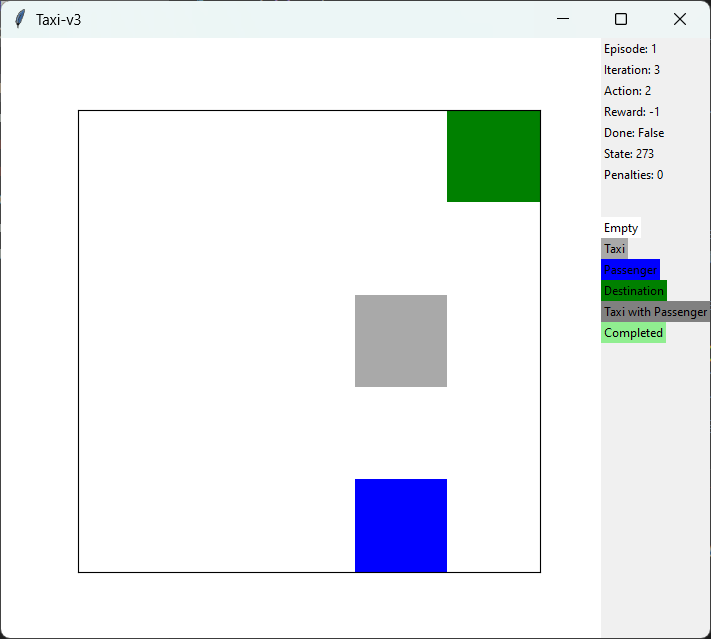 Taxi-v3
Episode: 1
Iteration: 3
Action: 2
Reward: -1
Done: False
State: 273
Penalties: 0
Empty
Taxi
Passenger
Destination
Taxi with Passenger
Completed